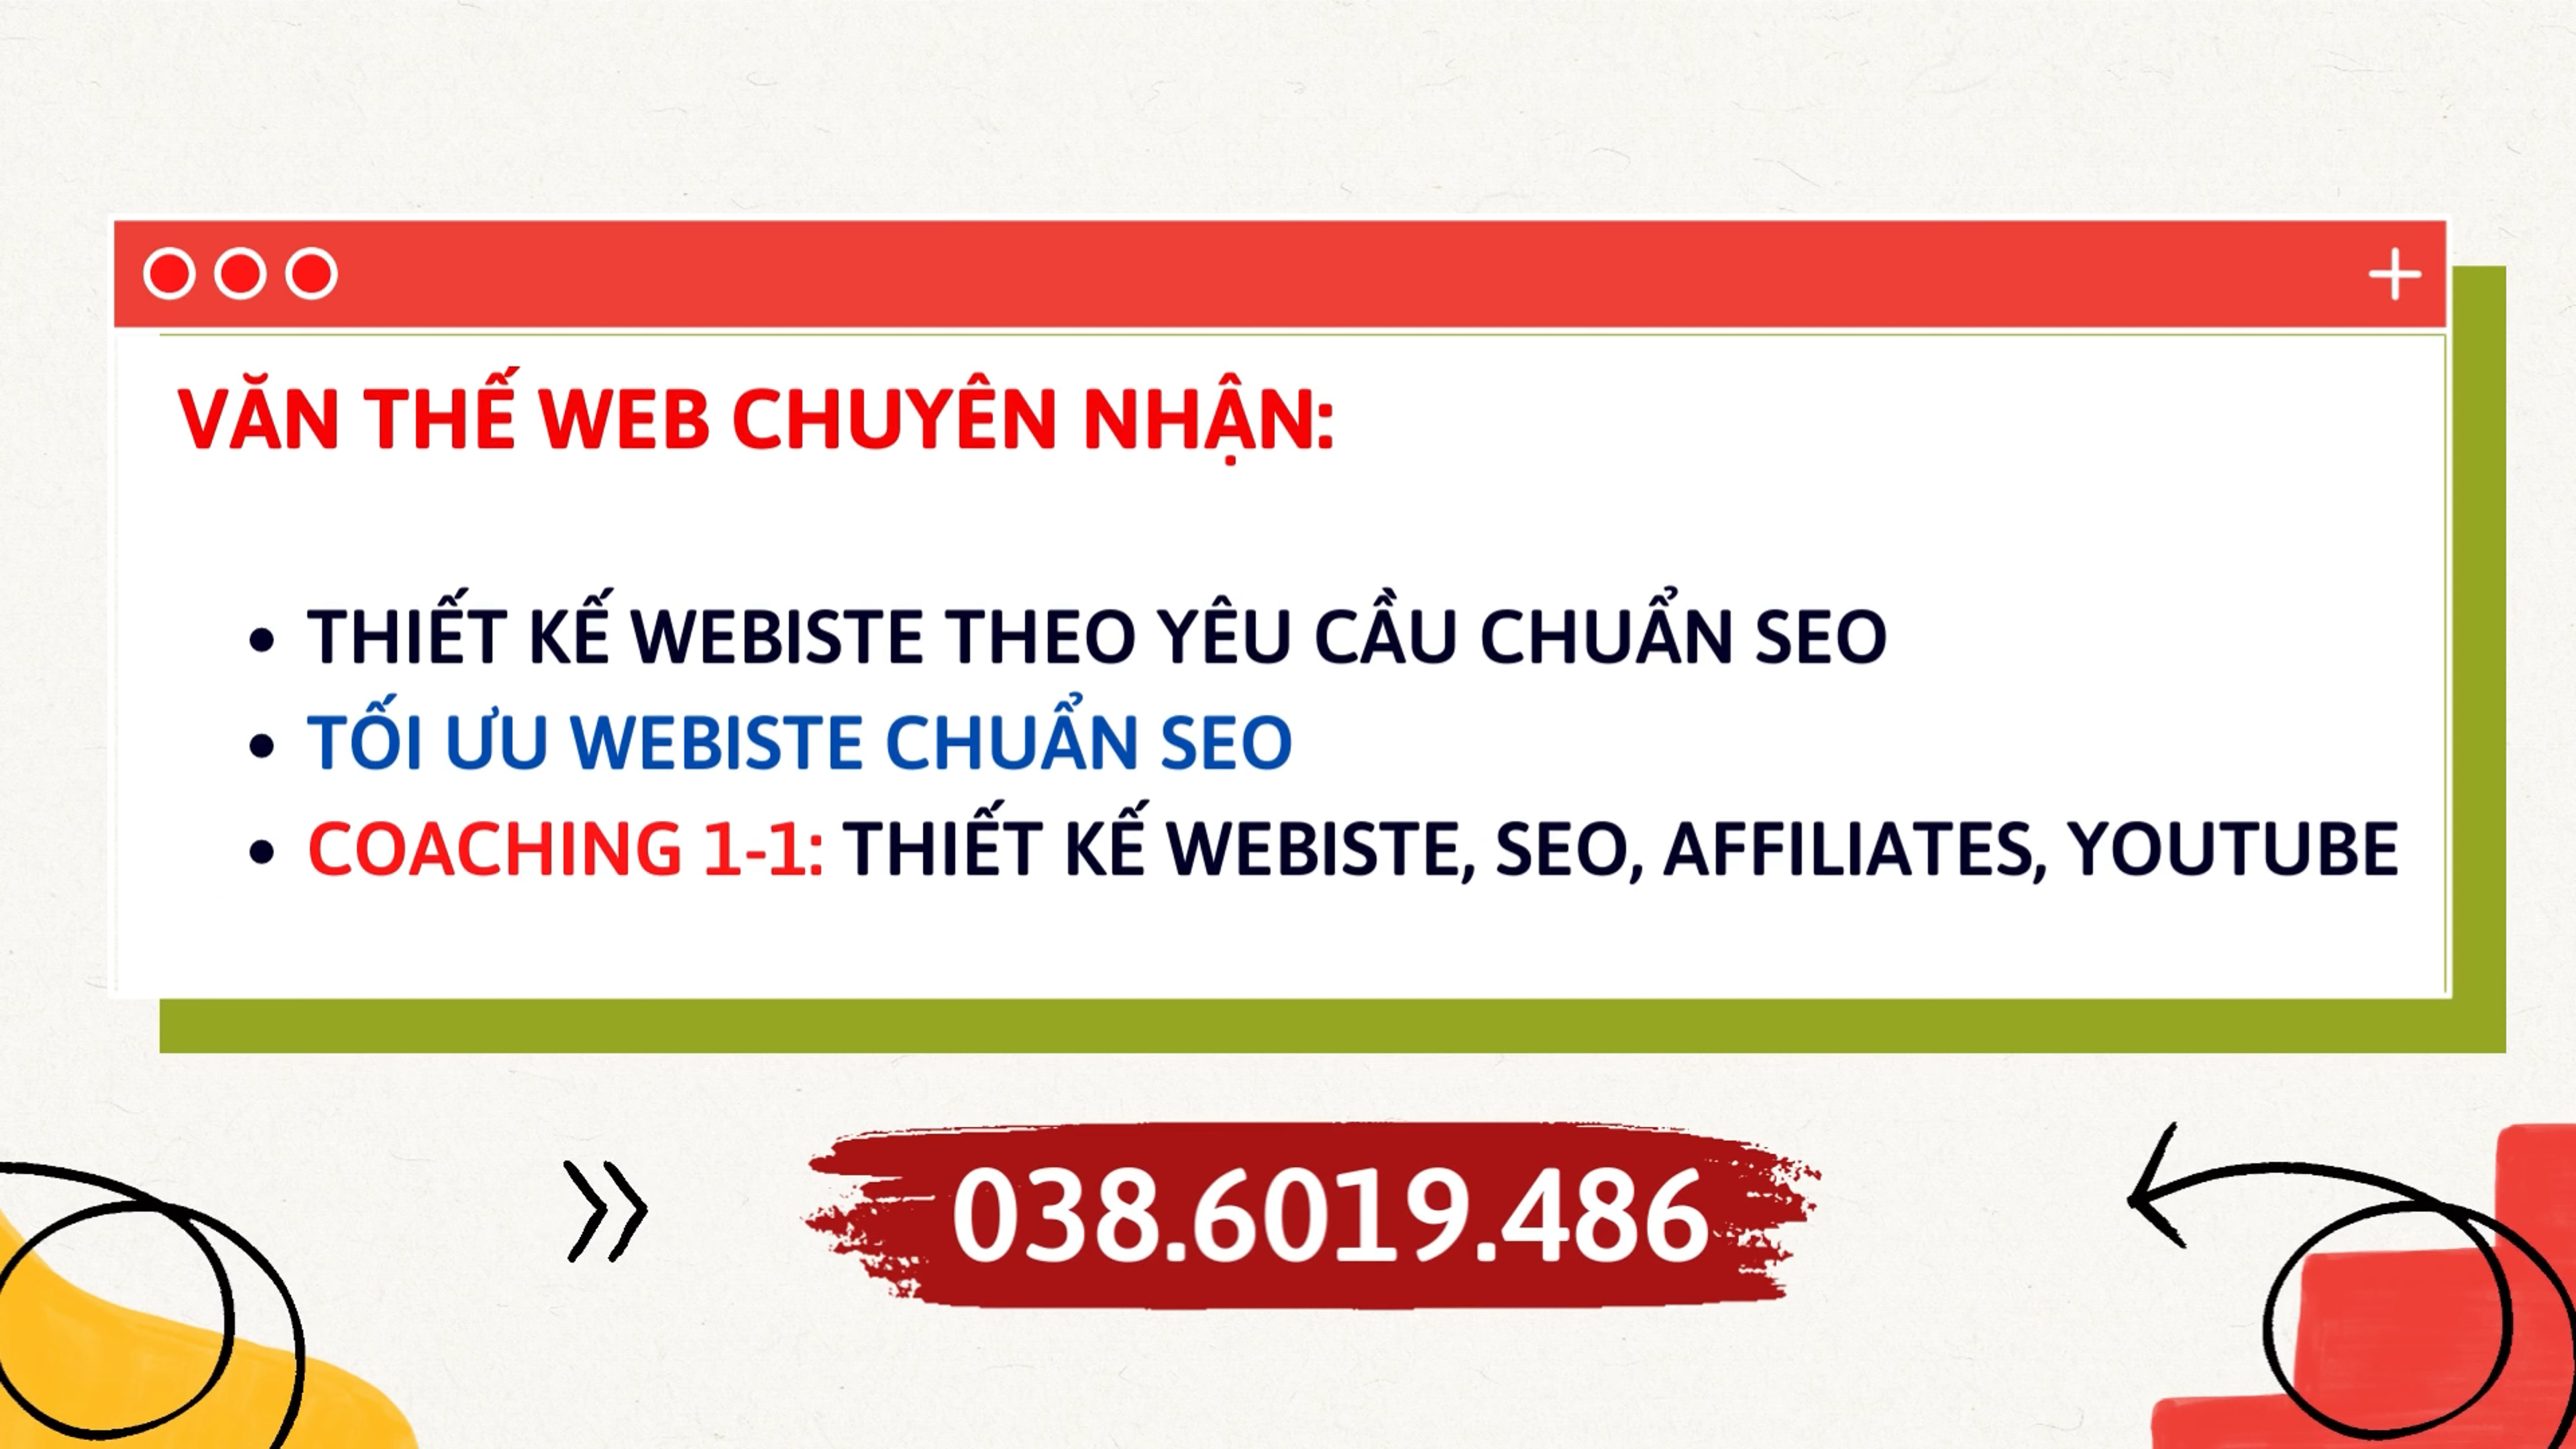 VĂN THẾ WEB CHUYÊN NHẬN:
• THIẾT KẾ WEBISTE THEO YÊU CẦU CHUẨN SEO
• TỐI ƯU WEBISTE CHUẨN SEO
• COACHING 1-1: THIẾT KẾ WEBISTE, SEO, AFFILIATES, YOUTUBE
038.6019.486